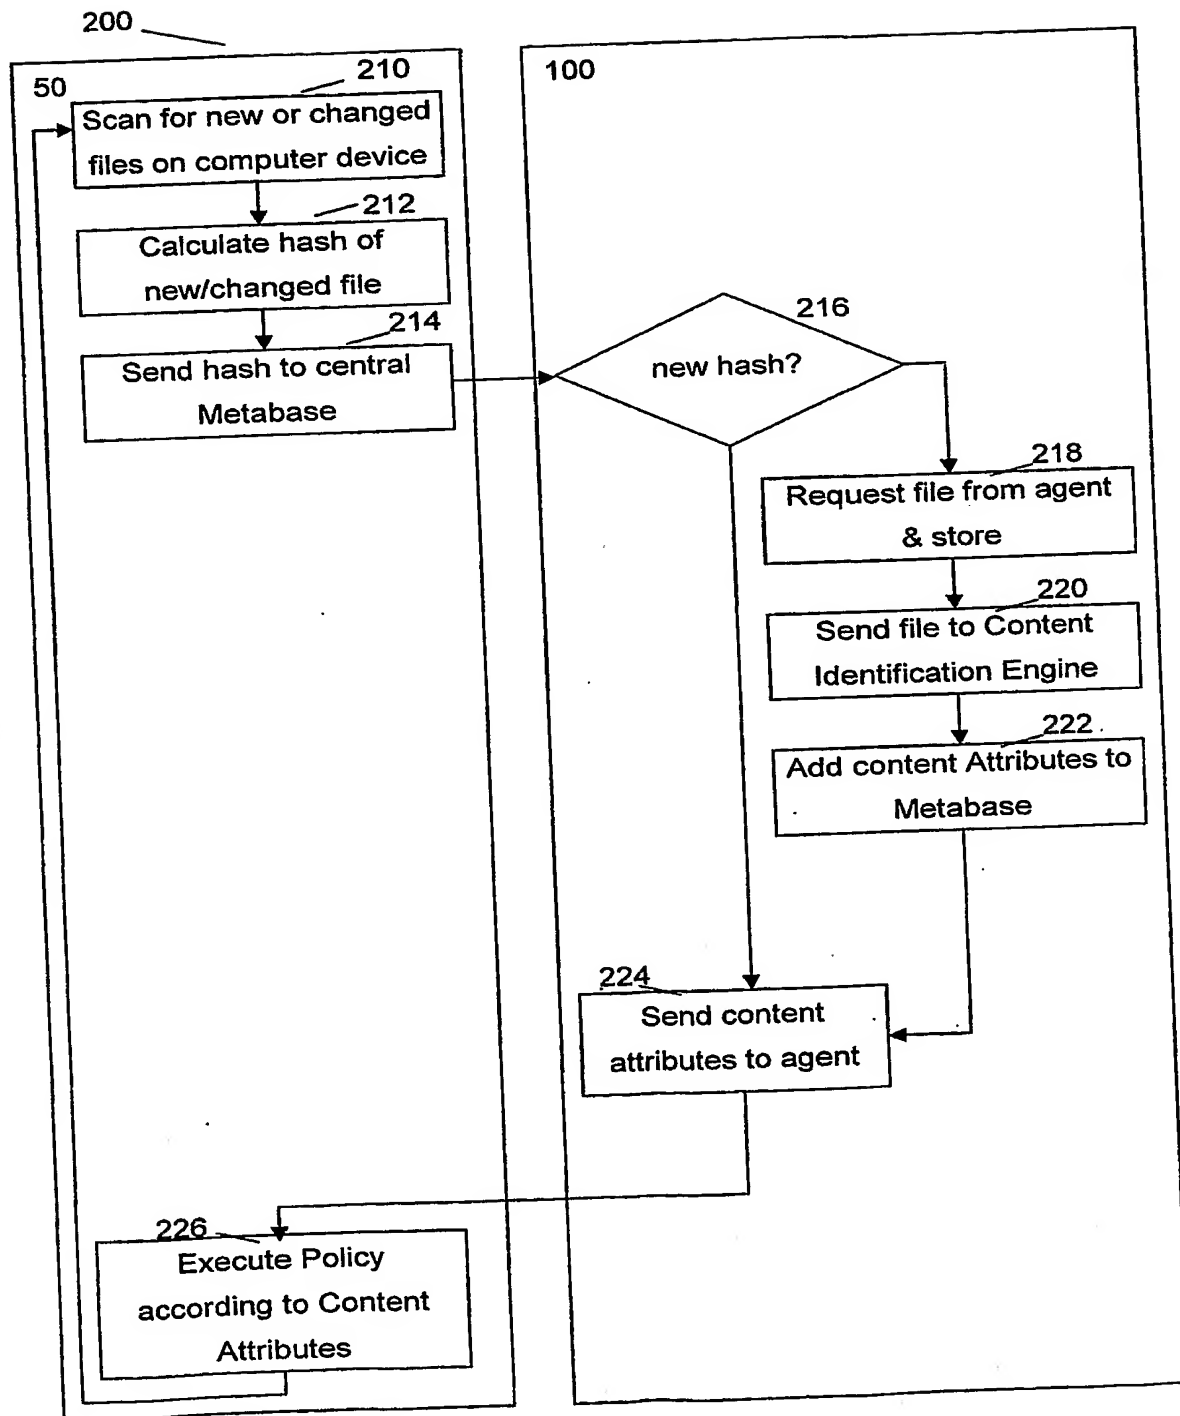 200
50
210
Scan for new or changed
files on computer device
212
Calculate hash of
new/changed file
214
Send hash to central
Metabase
100
216
new hash?
218
Request file from agent
& store
220
Send file to Content
Identification Engine
222
Add content Attributes to
Metabase
224
Send content
attributes to agent
226
Execute Policy
according to Content
Attributes